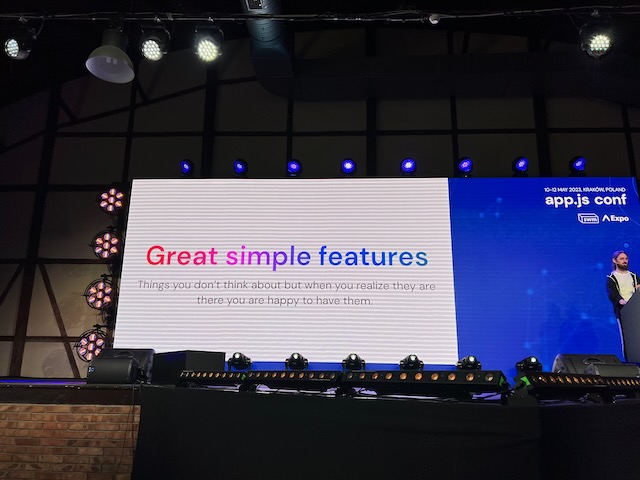 Great simple features
Things you don't think about but when you realize they are
there you are happy to have them.
10-12 MAY 2023, KRAKÓW, POLAND
app.js conf
swm
Expo